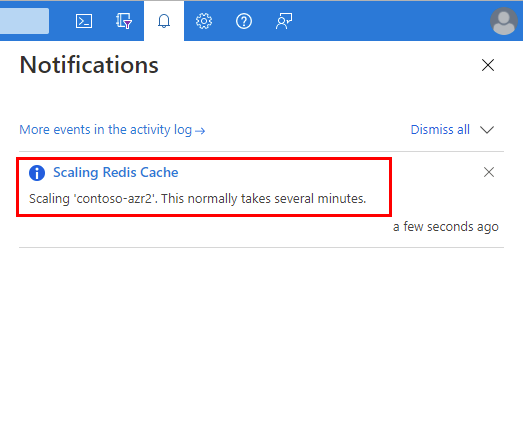 Notifications
More events in the activity log →
Dismiss all
Scaling Redis Cache
Scaling 'contoso-azr2'. This normally takes several minutes.
a few seconds ago